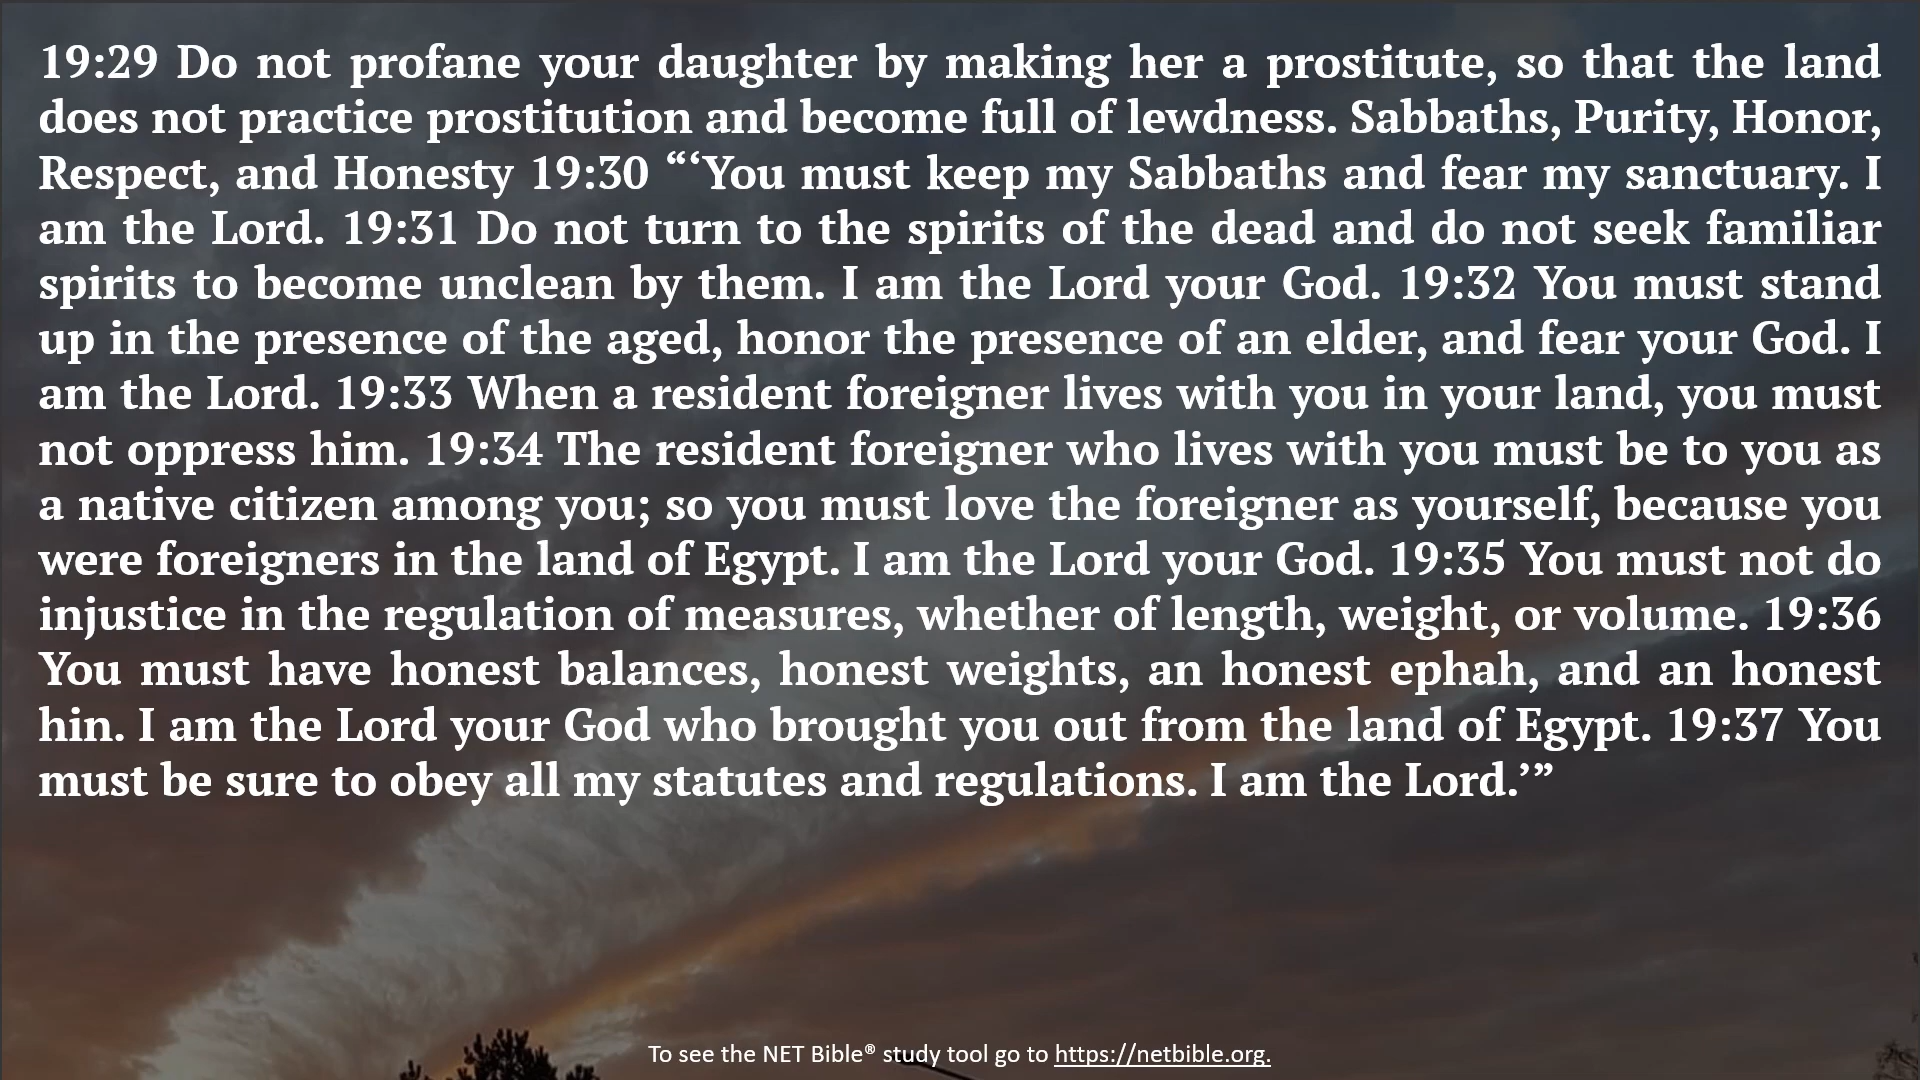 19:29 Do not profane your daughter by making her a prostitute, so that the land
does not practice prostitution and become full of lewdness. Sabbaths, Purity, Honor,
Respect, and Honesty 19:30 “‘You must keep my Sabbaths and fear my sanctuary. I
am the Lord. 19:31 Do not turn to the spirits of the dead and do not seek familiar
spirits to become unclean by them. I am the Lord your God. 19:32 You must stand
up in the presence of the aged, honor the presence of an elder, and fear your God. I
am the Lord. 19:33 When a resident foreigner lives with you in your land, you must
not oppress him. 19:34 The resident foreigner who lives with you must be to you as
a native citizen among you; so you must love the foreigner as yourself, because you
were foreigners in the land of Egypt. I am the Lord your God. 19:35 You must not do
injustice in the regulation of measures, whether of length, weight, or volume. 19:36
You must have honest balances, honest weights, an honest ephah, and an honest
hin. I am the Lord your God who brought you out from the land of Egypt. 19:37 You
must be sure to obey all my statutes and regulations. I am the Lord.’”
To see the NET Bible® study tool go to https://netbible.org.